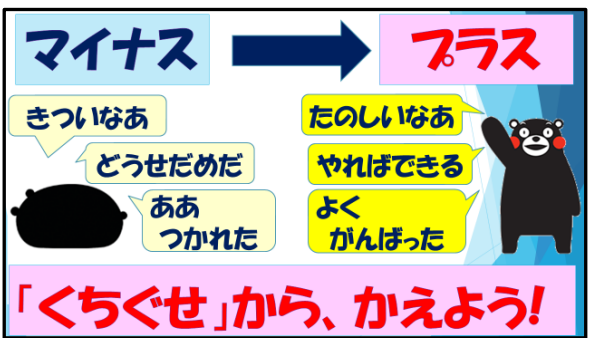 マイナス
プラス
きついなあ
どうせだめだ
ああ
つかれた
たのしいなあ
やればできる
よく
がんばった
「くちぐせ」から、かえよう!